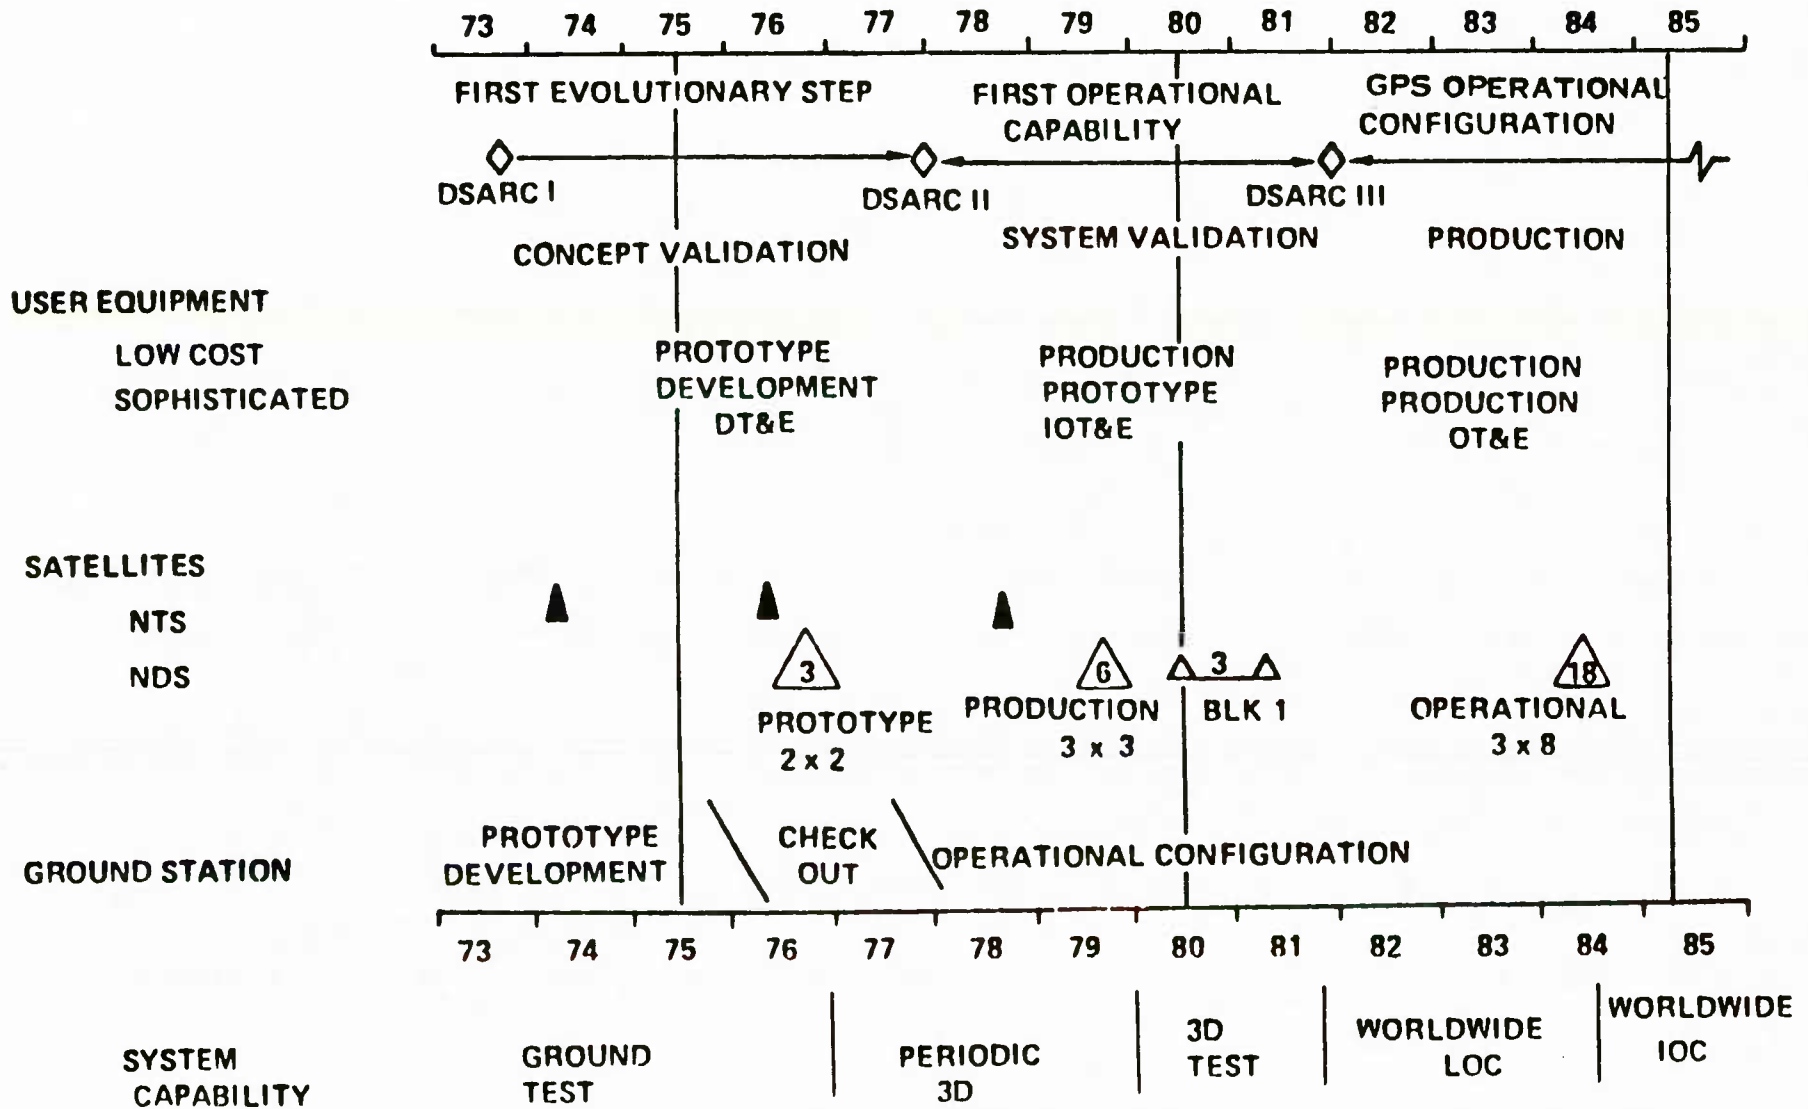 73 74 75 76 77 78 79 80 81 82 83 84 85
FIRST EVOLUTIONARY STEP
FIRST OPERATIONAL
CAPABILITY
GPS OPERATIONAL
CONFIGURATION
DSARC I
DSARC II
DSARC III
CONCEPT VALIDATION
SYSTEM VALIDATION
PRODUCTION
USER EQUIPMENT
LOW COST
SOPHISTICATED
PROTOTYPE
DEVELOPMENT
DT&E
PRODUCTION
PROTOTYPE
IOT&E
PRODUCTION
PRODUCTION
OT&E
SATELLITES
NTS
NDS
3
6
3
18
PROTOTYPE
2 x 2
PRODUCTION
3 x 3
BLK 1
OPERATIONAL
3 x 8
GROUND STATION
PROTOTYPE
DEVELOPMENT
CHECK
OUT
OPERATIONAL CONFIGURATION
73 74 75 76 77 78 79 80 81 82 83 84 85
SYSTEM
CAPABILITY
GROUND
TEST
PERIODIC
3D
3D
TEST
WORLDWIDE
LOC
WORLDWIDE
IOC